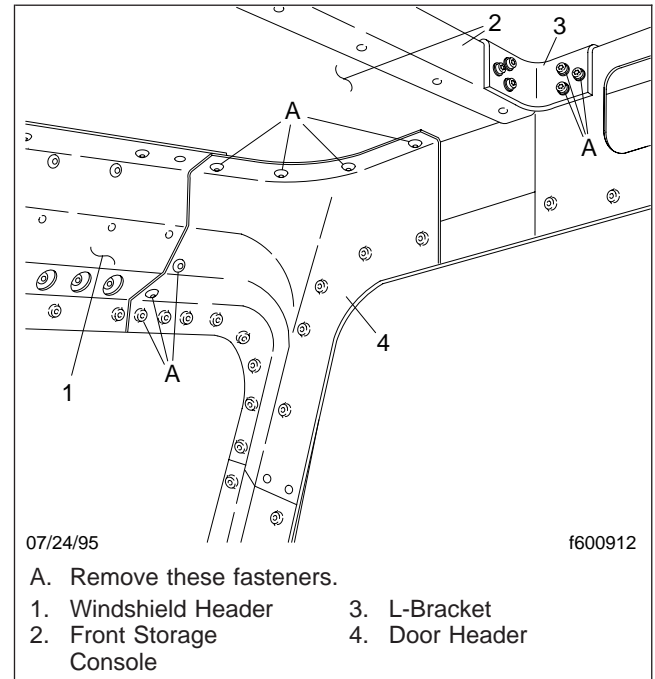 2
3
A
A
A
1
4
07/24/95
f600912
A. Remove these fasteners.
1. Windshield Header
2. Front Storage
Console
3. L-Bracket
4. Door Header